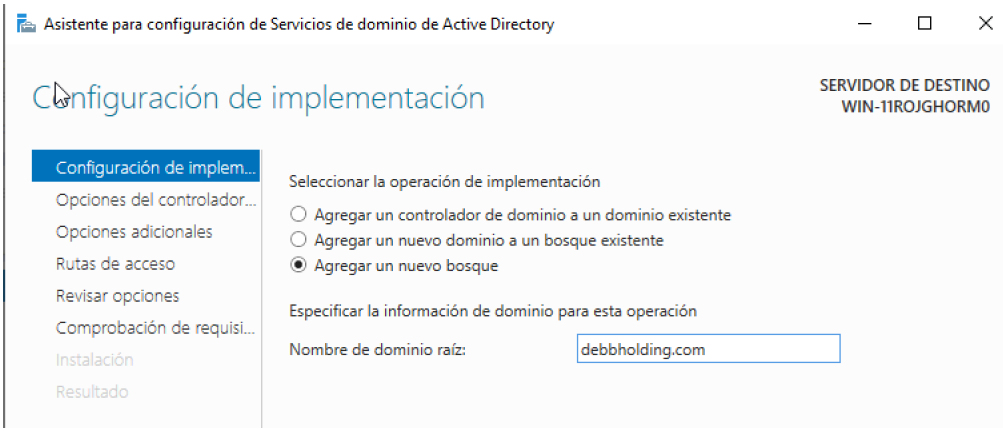 Asistente para configuración de Servicios de dominio de Active Directory
Configuración de implementación
SERVIDOR DE DESTINO
WIN-11ROJGHORM0
Configuración de implem...
Opciones del controlador...
Opciones adicionales
Rutas de acceso
Revisar opciones
Comprobación de requisi...
Instalación
Resultado
Seleccionar la operación de implementación
Agregar un controlador de dominio a un dominio existente
Agregar un nuevo dominio a un bosque existente
Agregar un nuevo bosque
Especificar la información de dominio para esta operación
Nombre de dominio raíz: debbholding.com